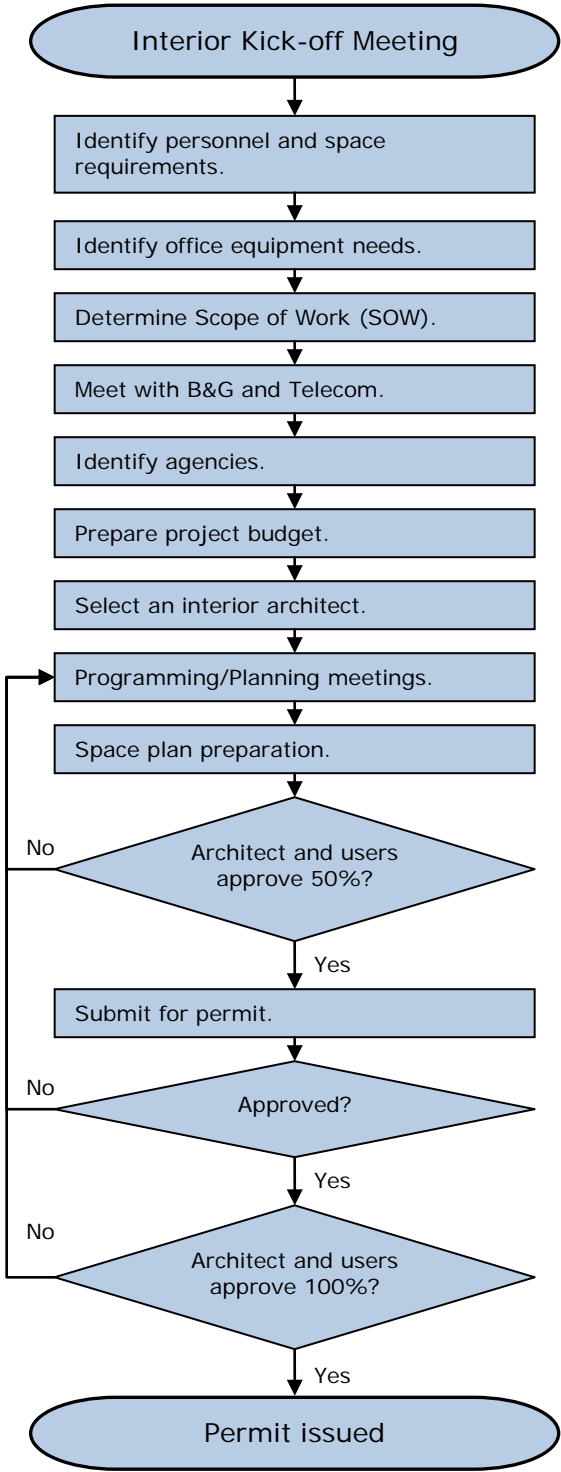 Interior Kick-off Meeting
Identify personnel and space
requirements.
Identify office equipment needs.
Determine Scope of Work (SOW).
Meet with B&G and Telecom.
Identify agencies.
Prepare project budget.
Select an interior architect.
Programming/Planning meetings.
Space plan preparation.
No
Architect and users
approve 50%?
Yes
Submit for permit.
No
Approved?
Yes
No
Architect and users
approve 100%?
Yes
Permit issued